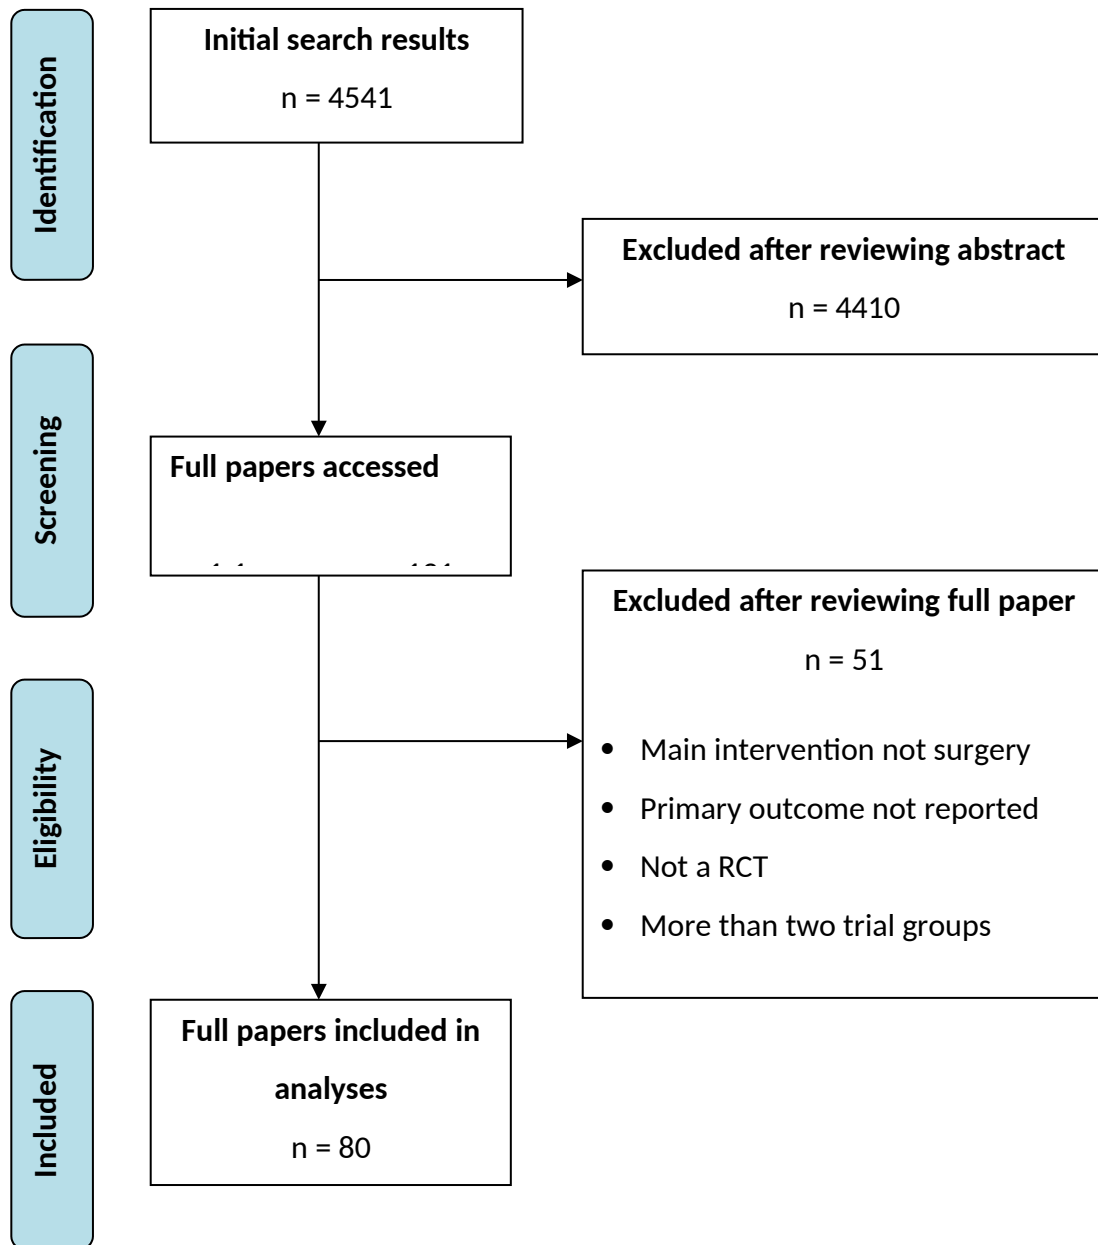 Identification
Initial search results
n = 4541
Excluded after reviewing abstract
n = 4410
Screening
Full papers accessed
Excluded after reviewing full paper
n = 51
• Main intervention not surgery
• Primary outcome not reported
• Not a RCT
• More than two trial groups
Eligibility
Full papers included in
analyses
n = 80
Included